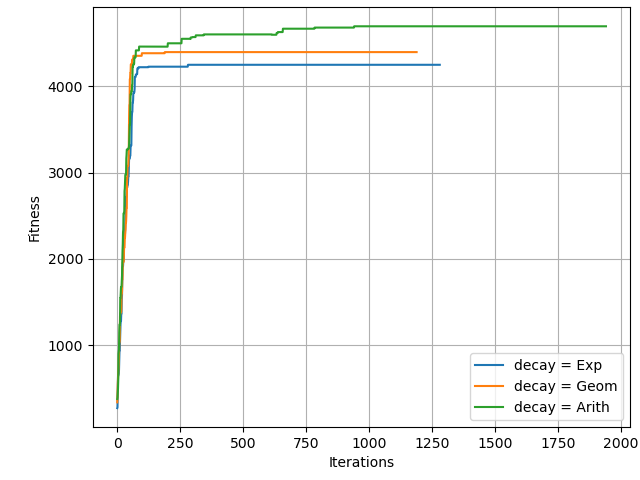 Fitness
4000
3000
2000
1000
decay = Exp
decay = Geom
decay = Arith
0 250 500 750 1000 1250 1500 1750 2000
Iterations